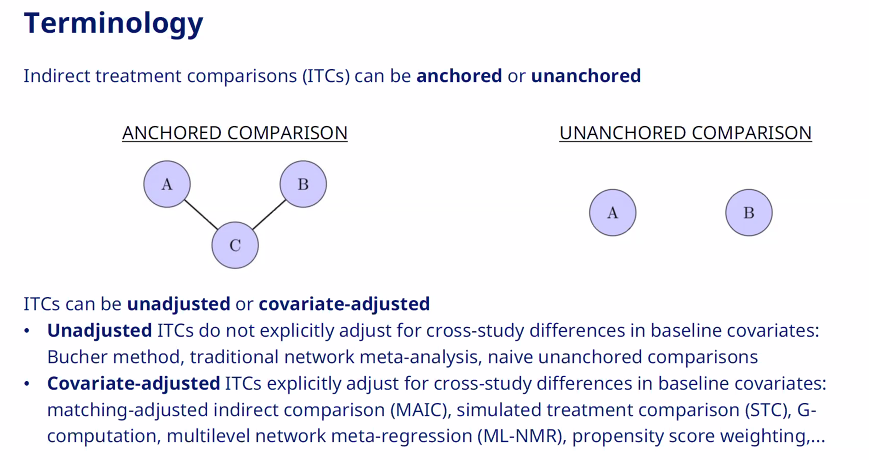 Terminology
Indirect treatment comparisons (ITCs) can be anchored or unanchored
ANCHORED COMPARISON
UNANCHORED COMPARISON
A
B
C
A
B
ITCs can be unadjusted or covariate-adjusted
• Unadjusted ITCs do not explicitly adjust for cross-study differences in baseline covariates:
Bucher method, traditional network meta-analysis, naive unanchored comparisons
• Covariate-adjusted ITCs explicitly adjust for cross-study differences in baseline covariates:
matching-adjusted indirect comparison (MAIC), simulated treatment comparison (STC), G-
computation, multilevel network meta-regression (ML-NMR), propensity score weighting,...